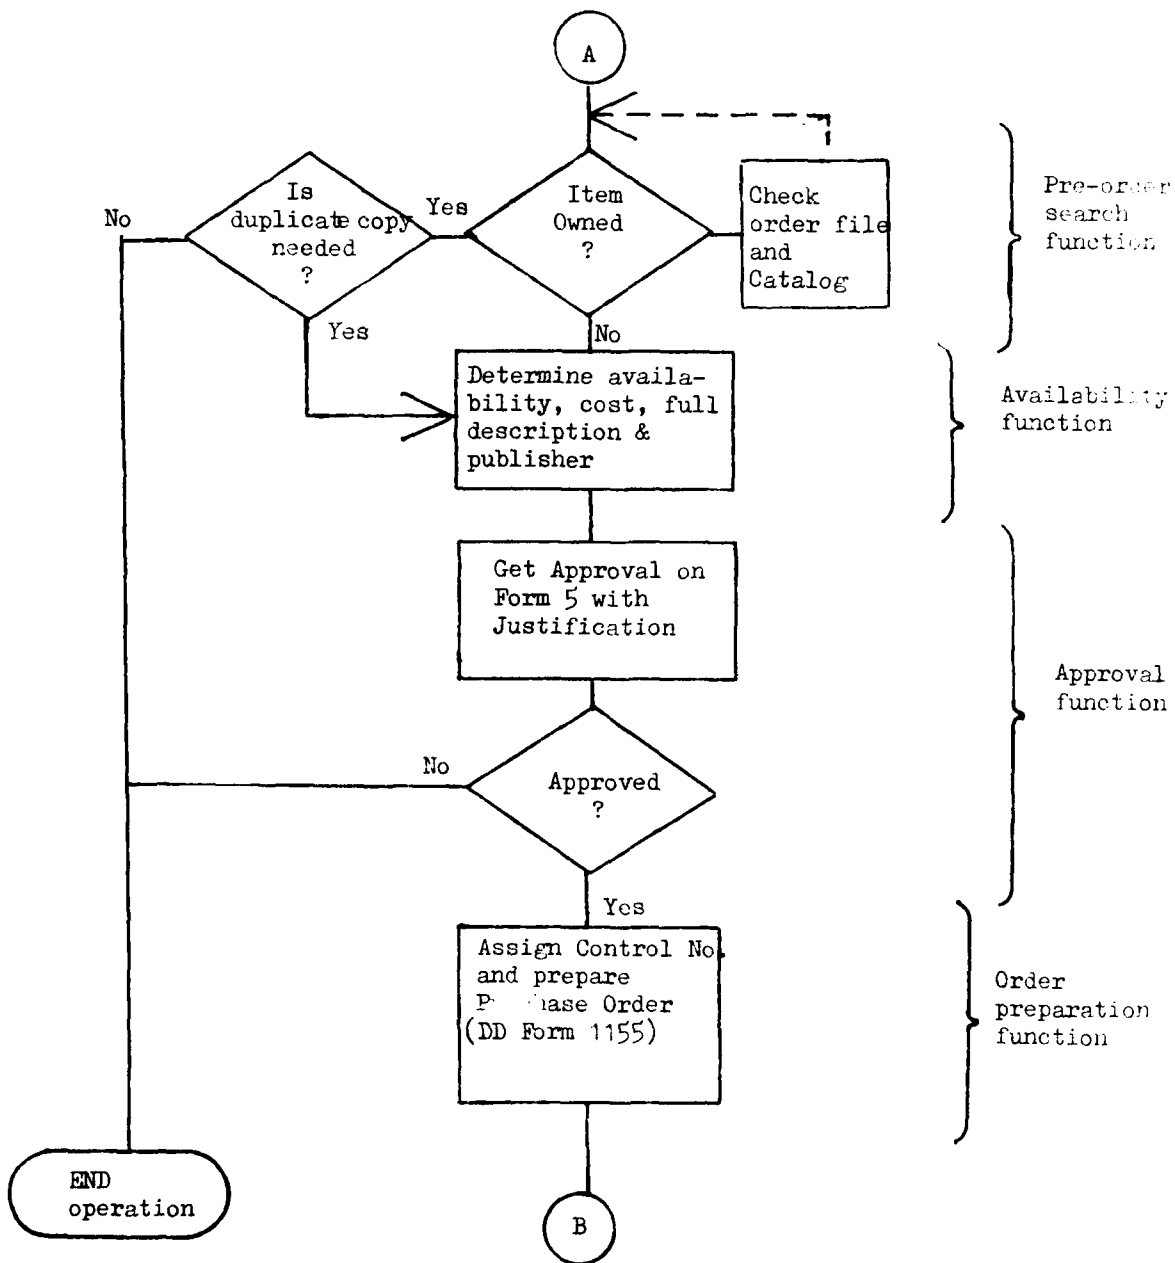 A
Is
duplicate copy
needed
?
No
Yes
Yes
Item
Owned
?
No
Check
order file
and
Catalog
Pre-order
search
function
Determine availa-
bility, cost, full
description &
publisher
Availability
function
Get Approval on
Form 5 with
Justification
Approval
function
No
Approved
?
Yes
Assign Control No.
and prepare
Order
(DD Form 1155)
Order
preparation
function
END
operation
B